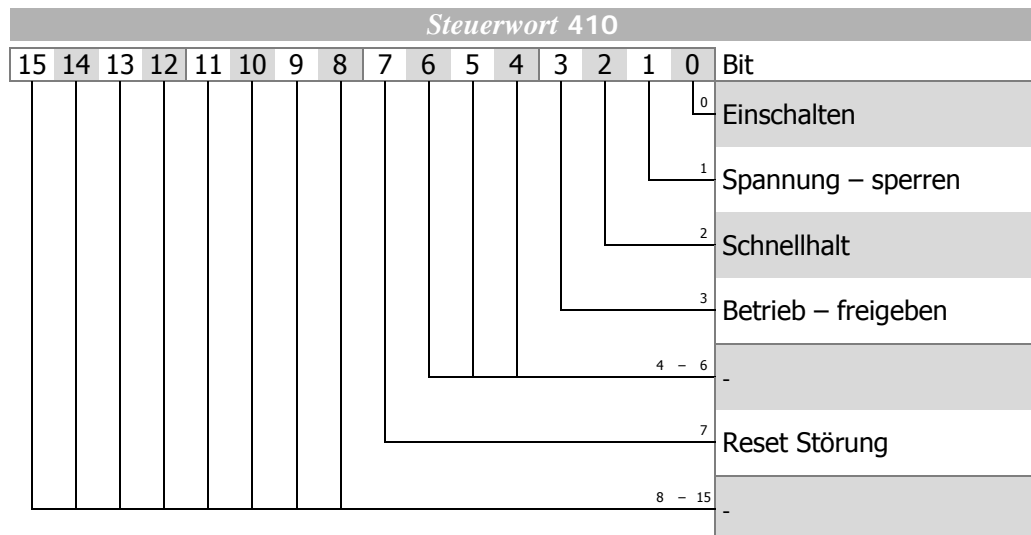 Steuerwort 410
15 14 13 12 11 10 9 8 7 6 5 4 3 2 1 0 Bit
0 Einschalten
1 Spannung – sperren
2 Schnellhalt
3 Betrieb – freigeben
4 – 6 -
7 Reset Störung
8 – 15 -